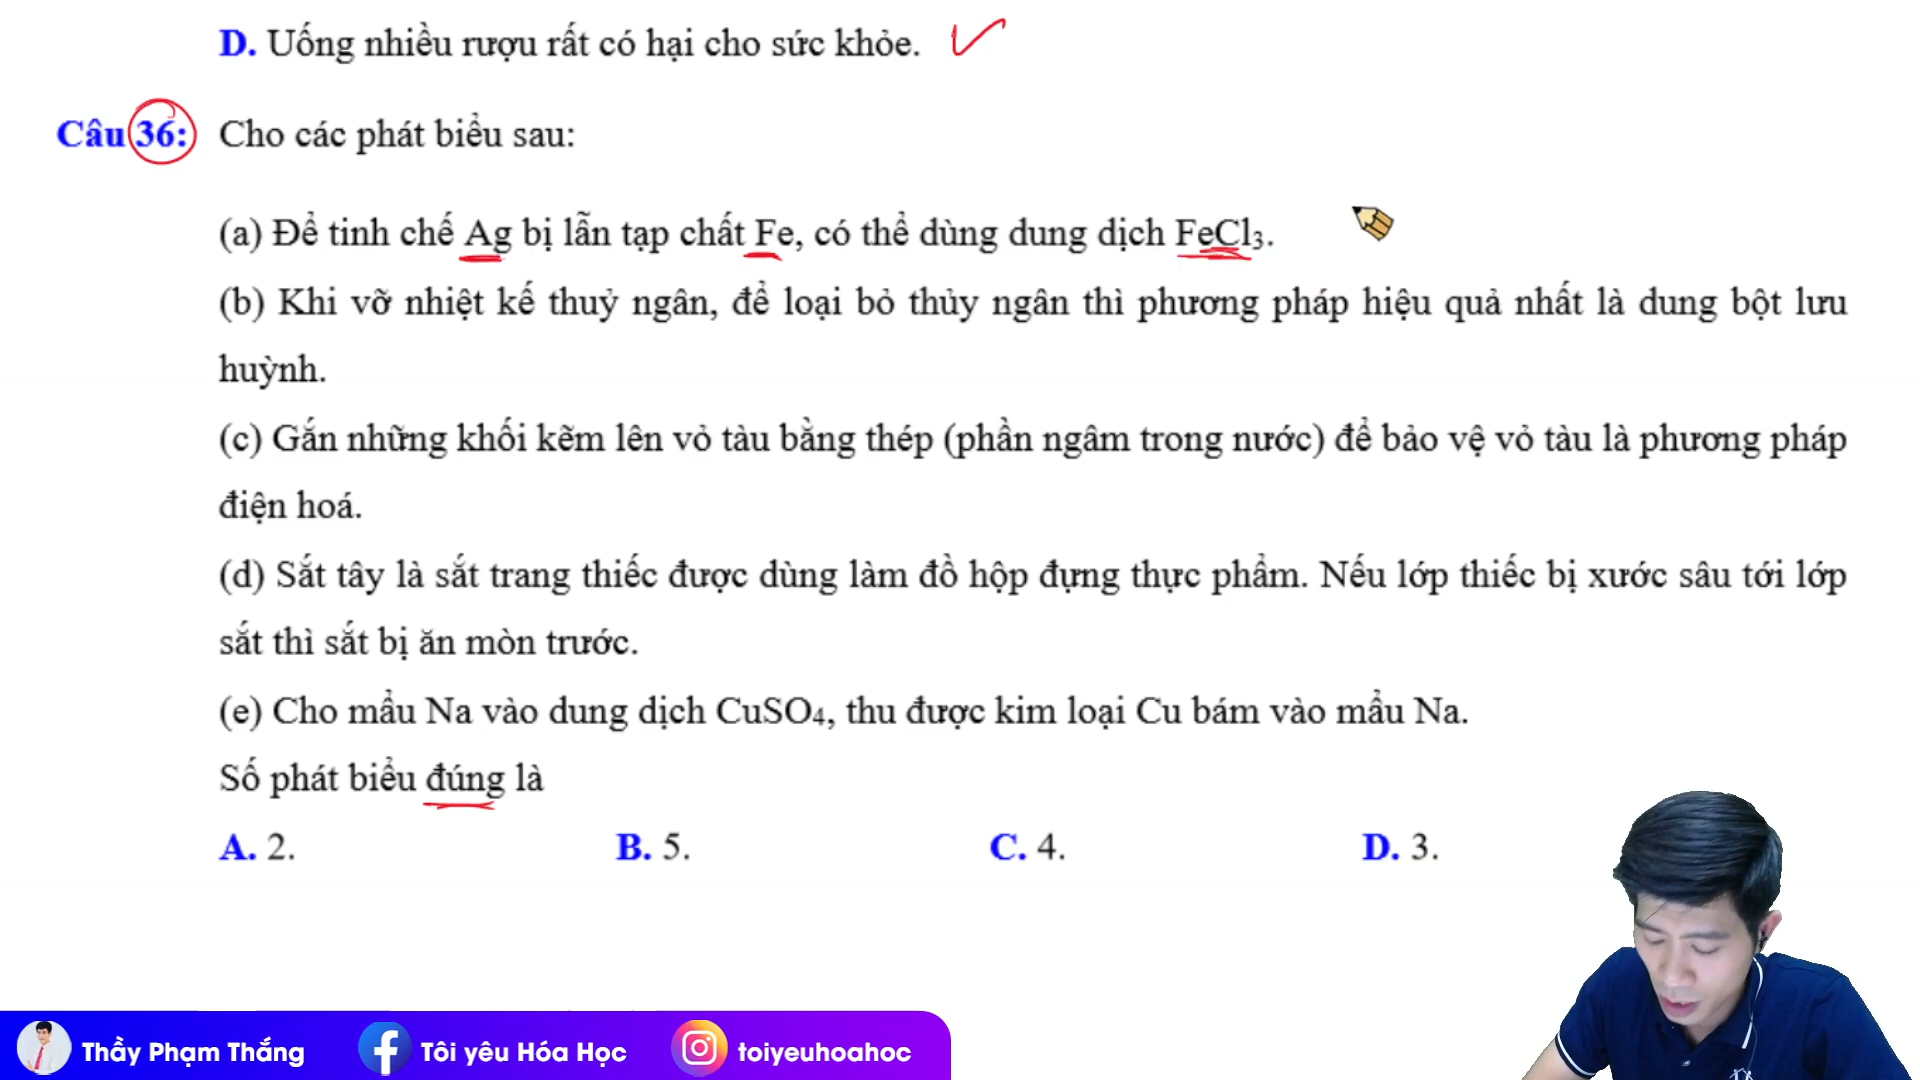 D. Uống nhiều rượu rất có hại cho sức khỏe.
Câu 36: Cho các phát biểu sau:
(a) Để tinh chế Ag bị lẫn tạp chất Fe, có thể dùng dung dịch FeCl₃.
(b) Khi vỡ nhiệt kế thuỷ ngân, để loại bỏ thủy ngân thì phương pháp hiệu quả nhất là dung bột lưu
huỳnh.
(c) Gắn những khối kẽm lên vỏ tàu bằng thép (phần ngâm trong nước) để bảo vệ vỏ tàu là phương pháp
điện hoá.
(d) Sắt tây là sắt trang thiếc được dùng làm đồ hộp đựng thực phẩm. Nếu lớp thiếc bị xước sâu tới lớp
sắt thì sắt bị ăn mòn trước.
(e) Cho mẩu Na vào dung dịch CuSO₄, thu được kim loại Cu bám vào mẩu Na.
Số phát biểu đúng là
A. 2. B. 5. C. 4. D. 3.
Thầy Phạm Thắng Tôi yêu Hóa Học toiyeuhoahoc